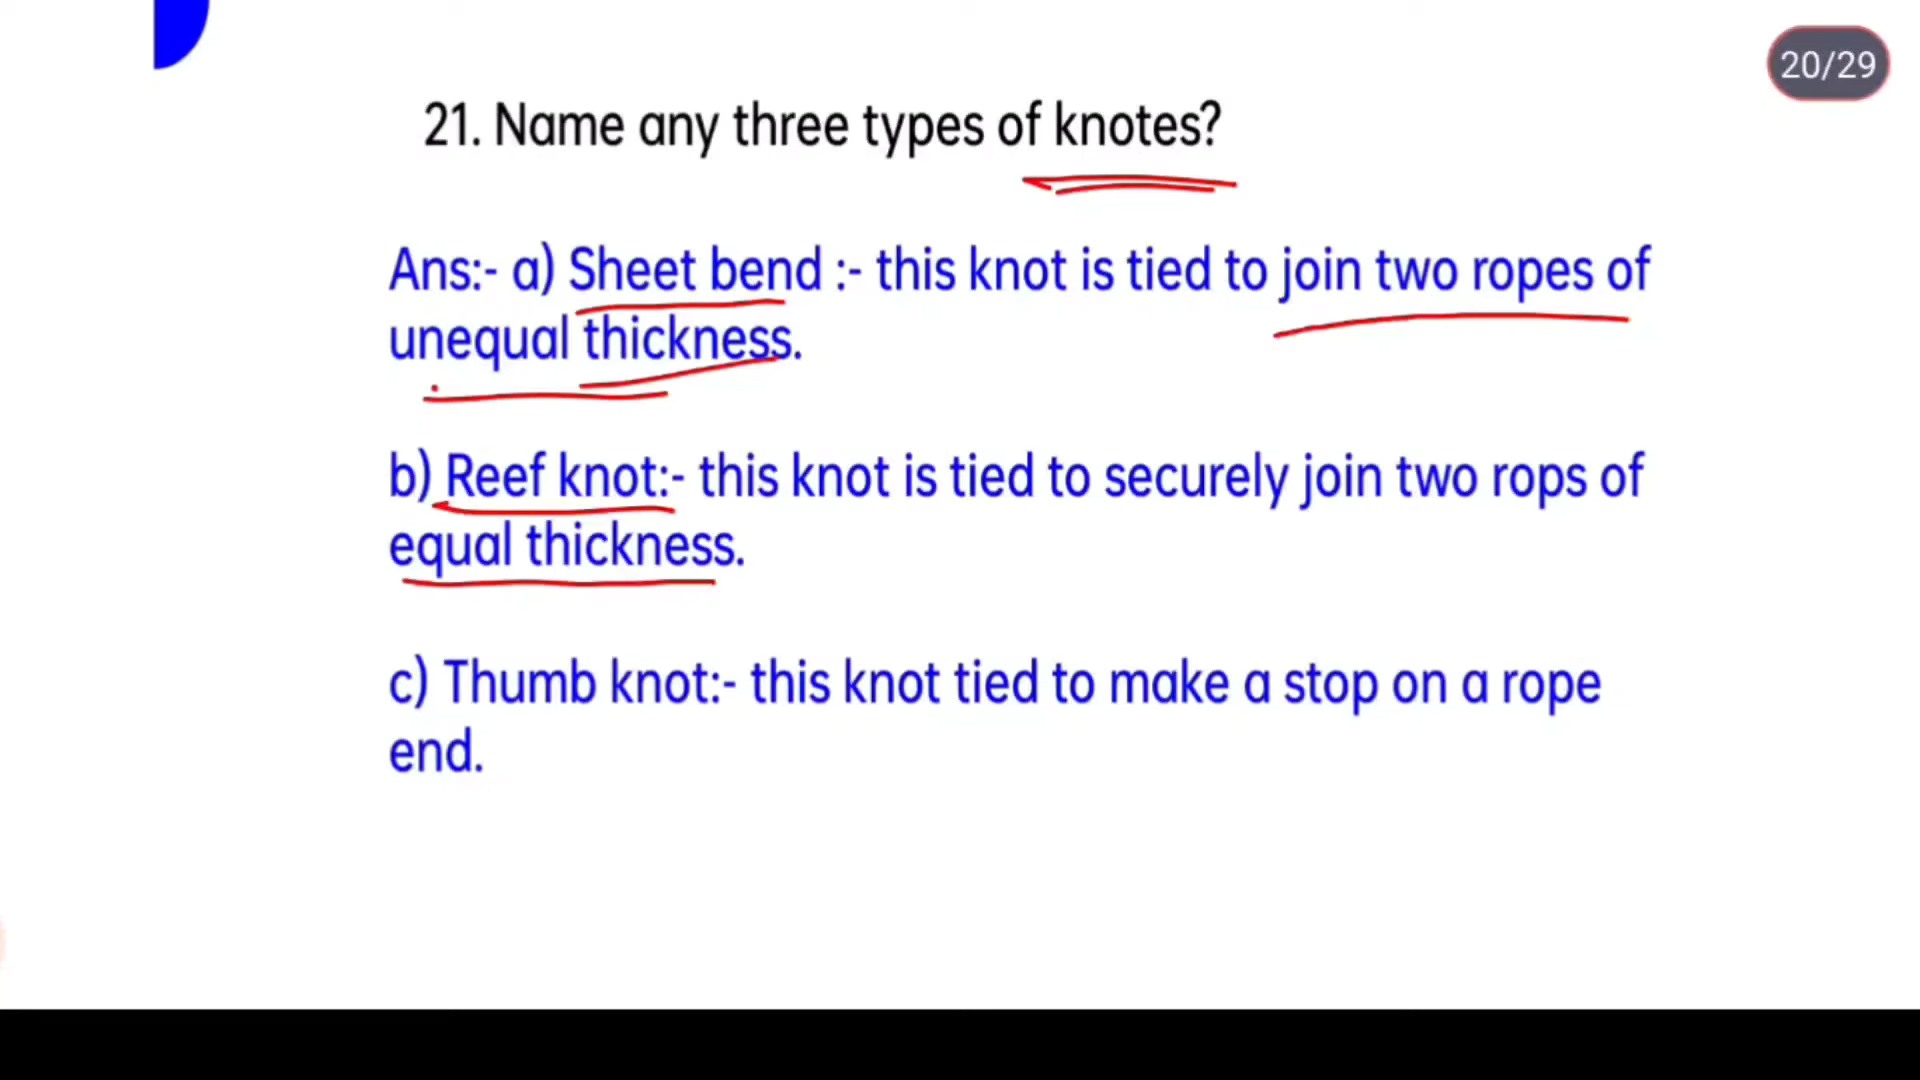 20/29
21. Name any three types of knotes?
Ans:- a) Sheet bend :- this knot is tied to join two ropes of
unequal thickness.
b) Reef knot:- this knot is tied to securely join two rops of
equal thickness.
c) Thumb knot:- this knot tied to make a stop on a rope
end.